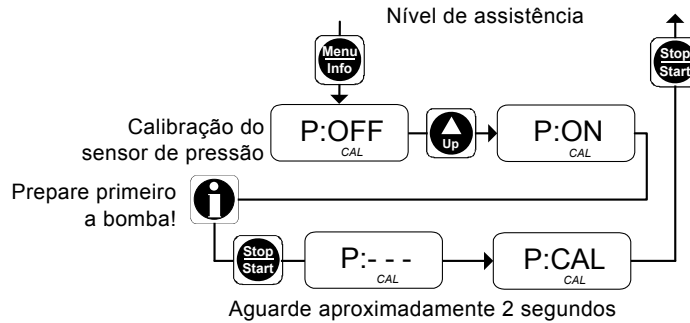 Nível de assistência
Menu
Info
Stop
Start
Calibração do
sensor de pressão
P:OFF
CAL
Up
P:ON
CAL
Prepare primeiro
a bomba!
i
Stop
Start
P:- - -
CAL
P:CAL
CAL
Aguarde aproximadamente 2 segundos